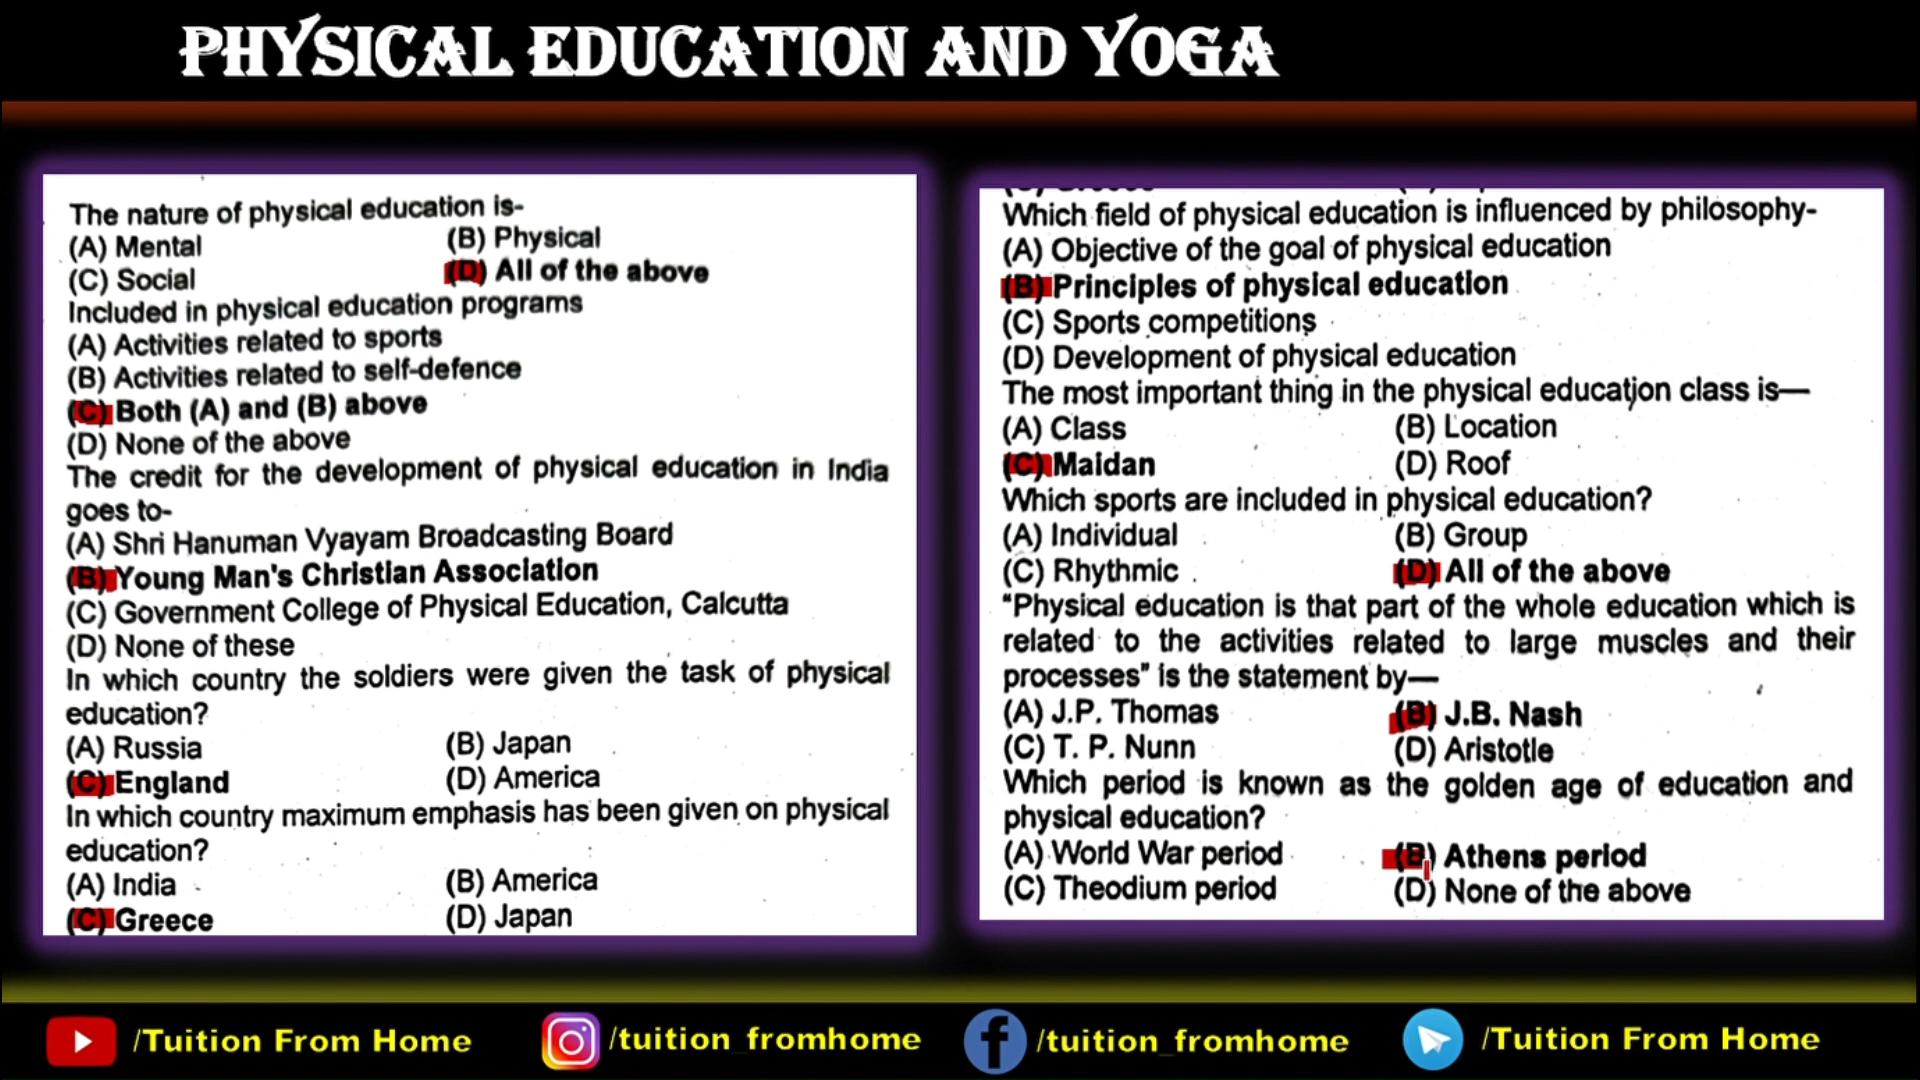 PHYSICAL EDUCATION AND YOGA
The nature of physical education is-
(A) Mental (B) Physical
(C) Social (D) All of the above
Included in physical education programs
(A) Activities related to sports
(B) Activities related to self-defence
(C) Both (A) and (B) above
(D) None of the above
The credit for the development of physical education in India
goes to-
(A) Shri Hanuman Vyayam Broadcasting Board
(B) Young Man's Christian Association
(C) Government College of Physical Education, Calcutta
(D) None of these
In which country the soldiers were given the task of physical
education?
(A) Russia (B) Japan
(C) England (D) America
In which country maximum emphasis has been given on physical
education?
(A) India (B) America
(C) Greece (D) Japan
Which field of physical education is influenced by philosophy-
(A) Objective of the goal of physical education
(B) Principles of physical education
(C) Sports competitions
(D) Development of physical education
The most important thing in the physical education class is—
(A) Class (B) Location
(C) Maidan (D) Roof
Which sports are included in physical education?
(A) Individual (B) Group
(C) Rhythmic (D) All of the above
“Physical education is that part of the whole education which is
related to the activities related to large muscles and their
processes” is the statement by—
(A) J.P. Thomas (B) J.B. Nash
(C) T. P. Nunn (D) Aristotle
Which period is known as the golden age of education and
physical education?
(A) World War period (B) Athens period
(C) Theodium period (D) None of the above
/Tuition From Home /tuition_fromhome /tuition_fromhome /Tuition From Home